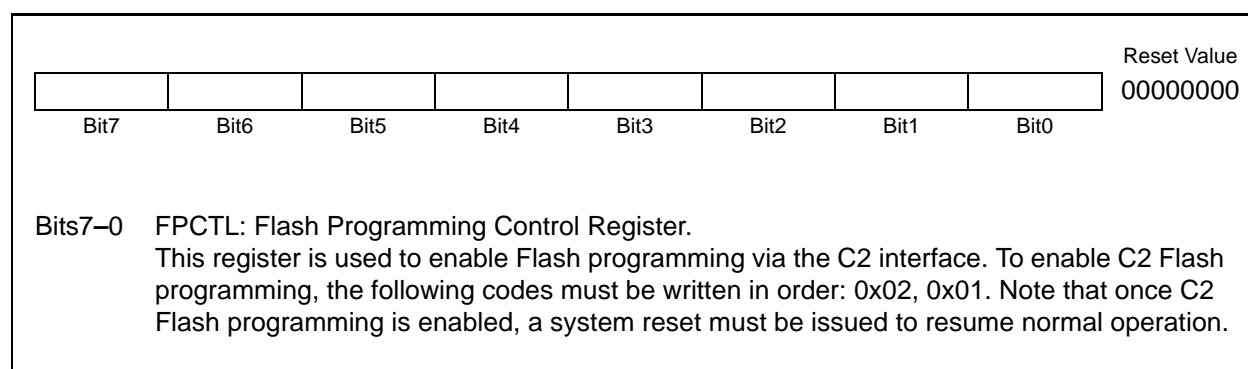 Reset Value
00000000
Bit7 Bit6 Bit5 Bit4 Bit3 Bit2 Bit1 Bit0
Bits7–0 FPCTL: Flash Programming Control Register.
This register is used to enable Flash programming via the C2 interface. To enable C2 Flash
programming, the following codes must be written in order: 0x02, 0x01. Note that once C2
Flash programming is enabled, a system reset must be issued to resume normal operation.